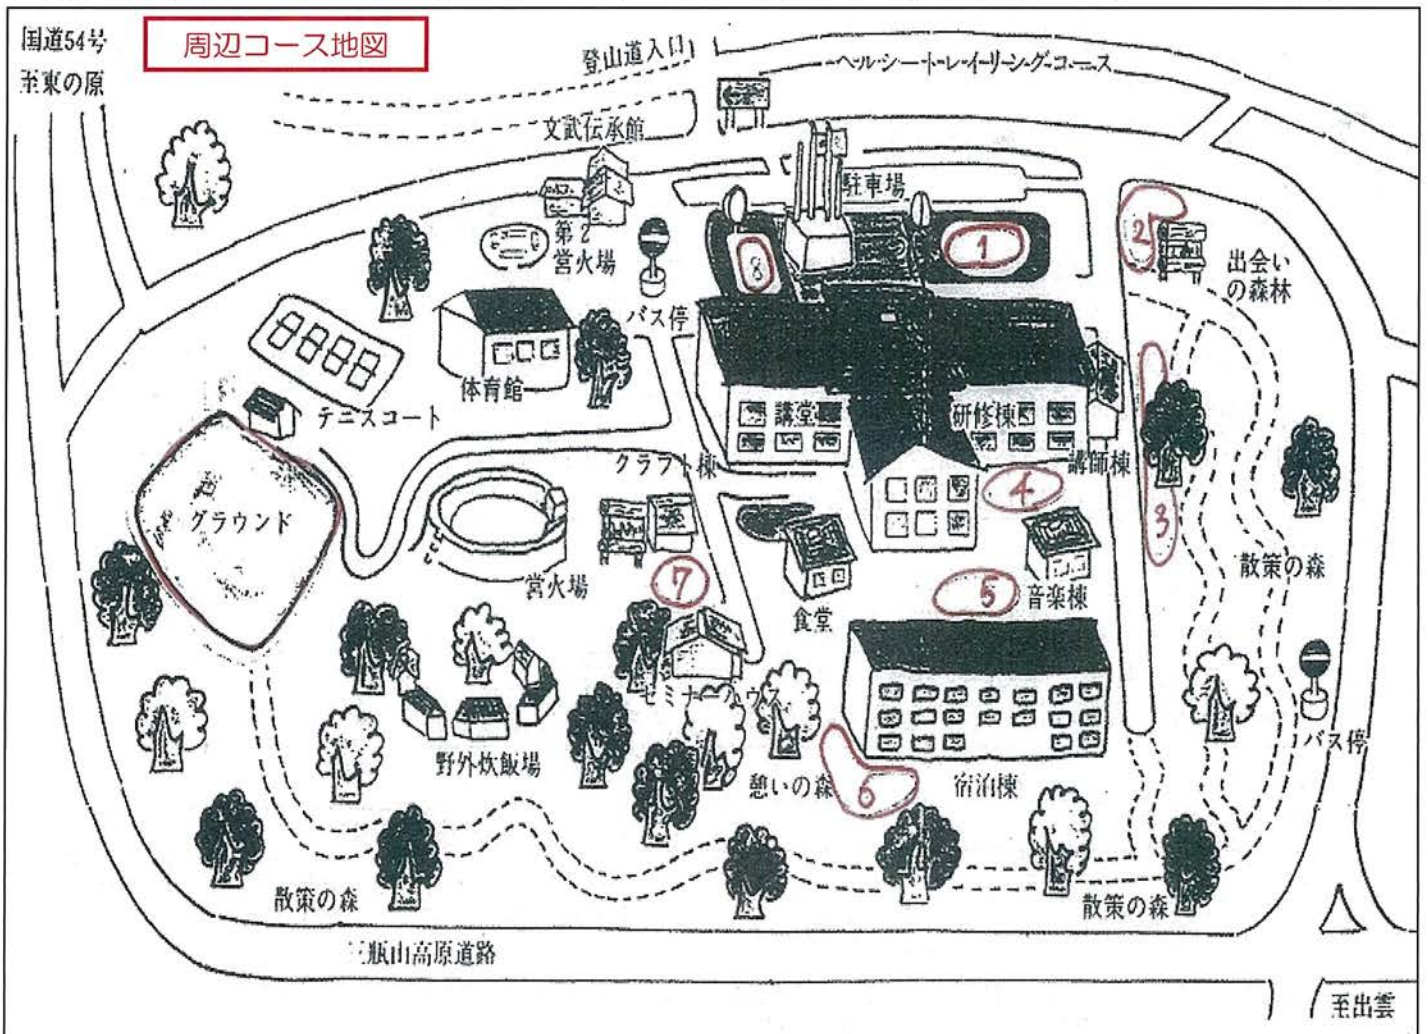 国道54号
至東の原
周辺コース地図
登山道入口
ヘルシートレイリングコース
文武伝承館
駐車場
第2
営火場
バス停
8
1
2
出会い
の森林
体育館
テニスコート
講堂
研修棟
講師棟
クラフト棟
グラウンド
4
3
営火場
7
5
音楽棟
散策の森
食堂
セミナーハウス
野外炊飯場
憩いの森
6
宿泊棟
バス停
散策の森
散策の森
三瓶山高原道路
至出雲